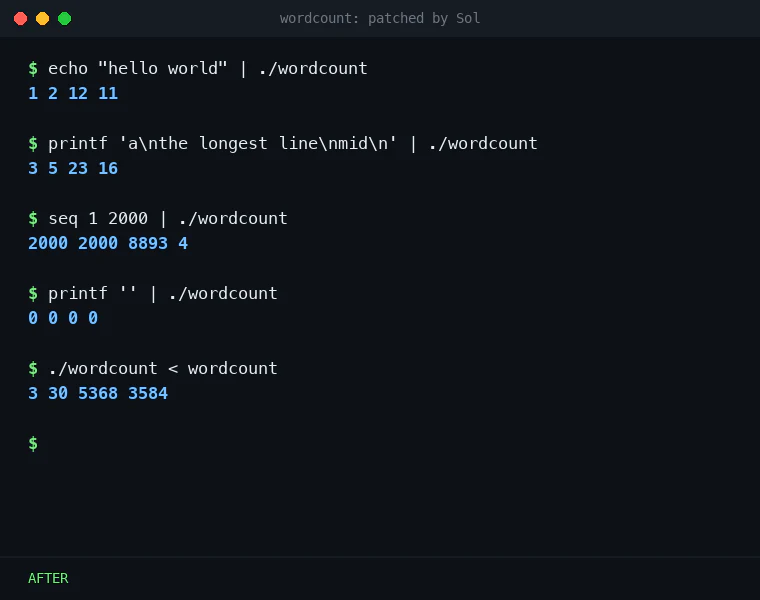 wordcount: patched by Sol
$ echo "hello world" | ./wordcount
1 2 12 11
$ printf 'a\nthe longest line\nmid\n' | ./wordcount
3 5 23 16
$ seq 1 2000 | ./wordcount
2000 2000 8893 4
$ printf '' | ./wordcount
0 0 0 0
$ ./wordcount < wordcount
3 30 5368 3584
$
AFTER